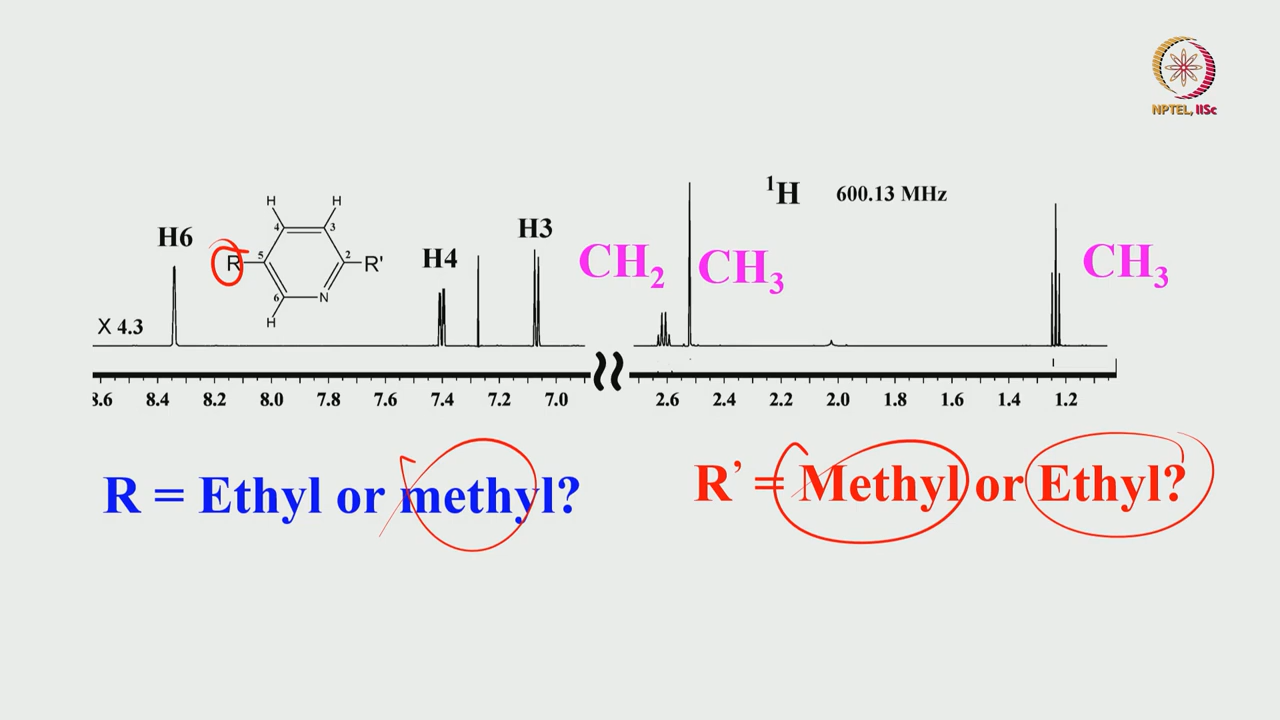 NPTEL, IISc
¹H 600.13 MHz
H6
H4
H3
CH₂
CH₃
CH₃
H H
4 3
R 5 2 R'
6 N
H
X 4.3
8.4 8.2 8.0 7.8 7.6 7.4 7.2 7.0 2.6 2.4 2.2 2.0 1.8 1.6 1.4 1.2
R = Ethyl or methyl?
R’ = Methyl or Ethyl?